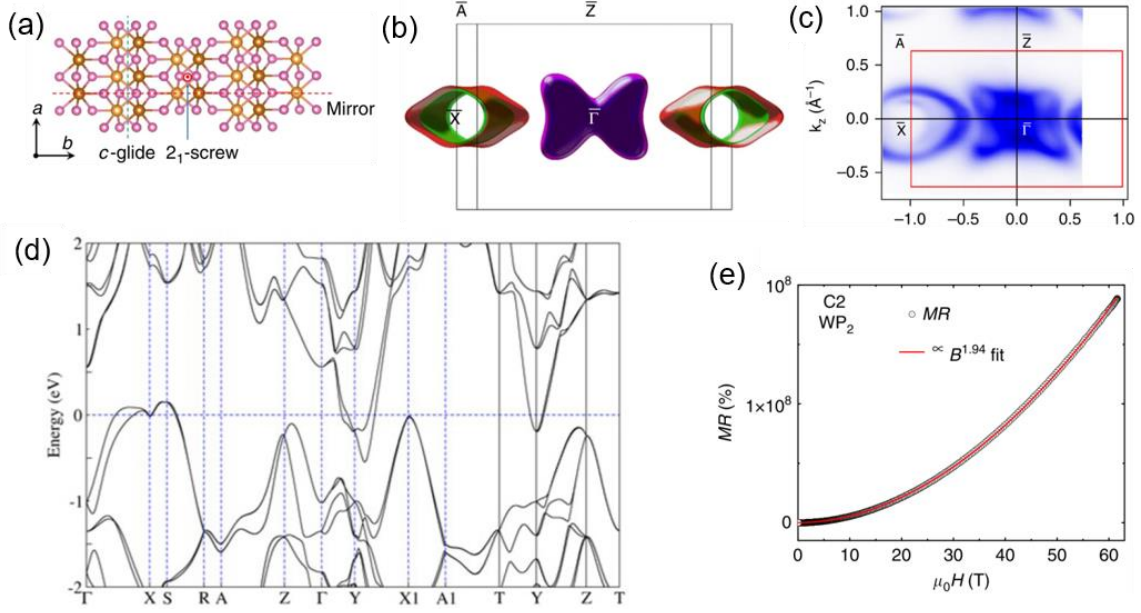 (a)
a
b
c-glide
2₁-screw
Mirror
(b)
A̅
Z̅
X̅
Γ̅
(c)
k_z (Å⁻¹)
A̅
Z̅
X̅
Γ̅
0.5
0.0
−0.5
−1.0
−0.5
0.0
0.5
1.0
1.0
(d)
Energy (eV)
2
1
0
-1
-2
Γ
X
S
R
A
Z
Γ
Y
X1
A1
T
Y
Z
T
(e)
MR (%)
10⁸
1×10⁸
0
C2
WP₂
MR
∝ B^1.94 fit
0
10
20
30
40
50
60
μ₀H (T)